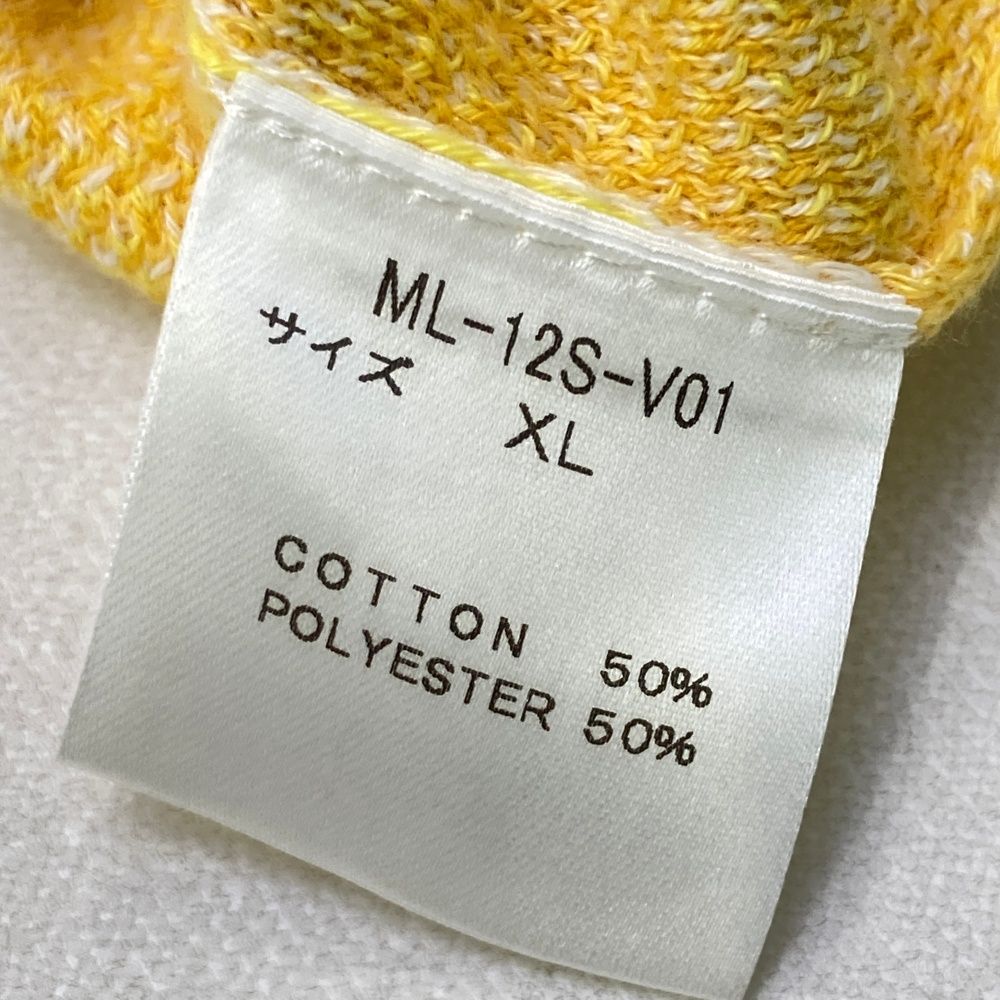 ML-12S-V01
サイズ XL
COTTON 50%
POLYESTER 50%